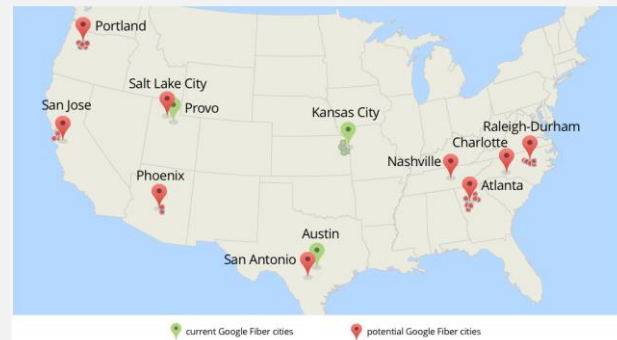 Portland
Salt Lake City
San Jose
Provo
Kansas City
Raleigh-Durham
Charlotte
Nashville
Phoenix
Atlanta
Austin
San Antonio
current Google Fiber cities
potential Google Fiber cities